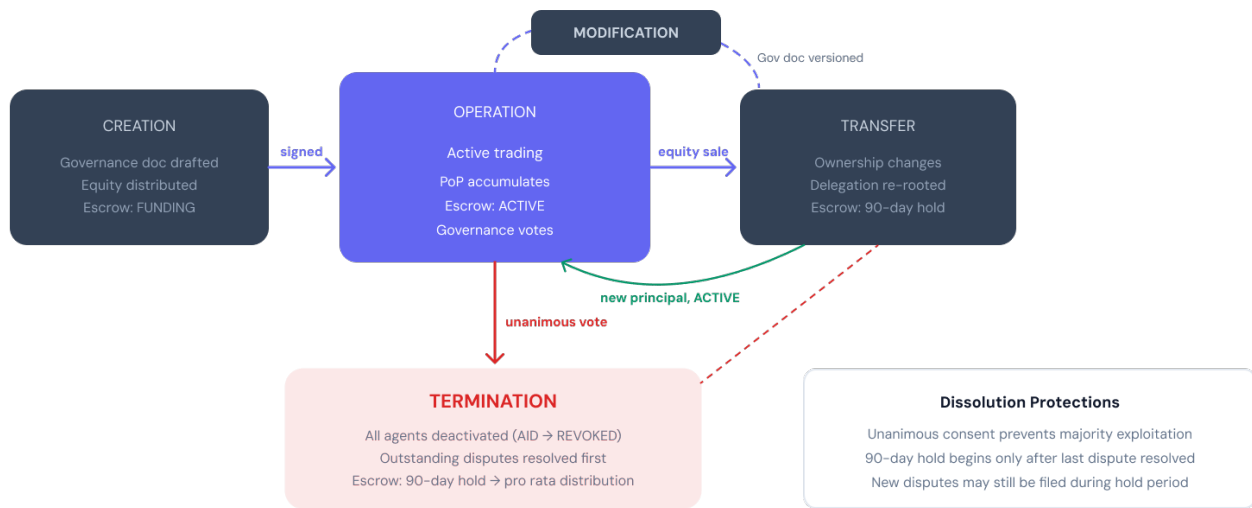 MODIFICATION
Gov doc versioned
CREATION
Governance doc drafted
Equity distributed
Escrow: FUNDING
signed
OPERATION
Active trading
PoP accumulates
Escrow: ACTIVE
Governance votes
equity sale
TRANSFER
Ownership changes
Delegation re-rooted
Escrow: 90-day hold
new principal, ACTIVE
unanimous vote
TERMINATION
All agents deactivated (AID → REVOKED)
Outstanding disputes resolved first
Escrow: 90-day hold → pro rata distribution
Dissolution Protections
Unanimous consent prevents majority exploitation
90-day hold begins only after last dispute resolved
New disputes may still be filed during hold period